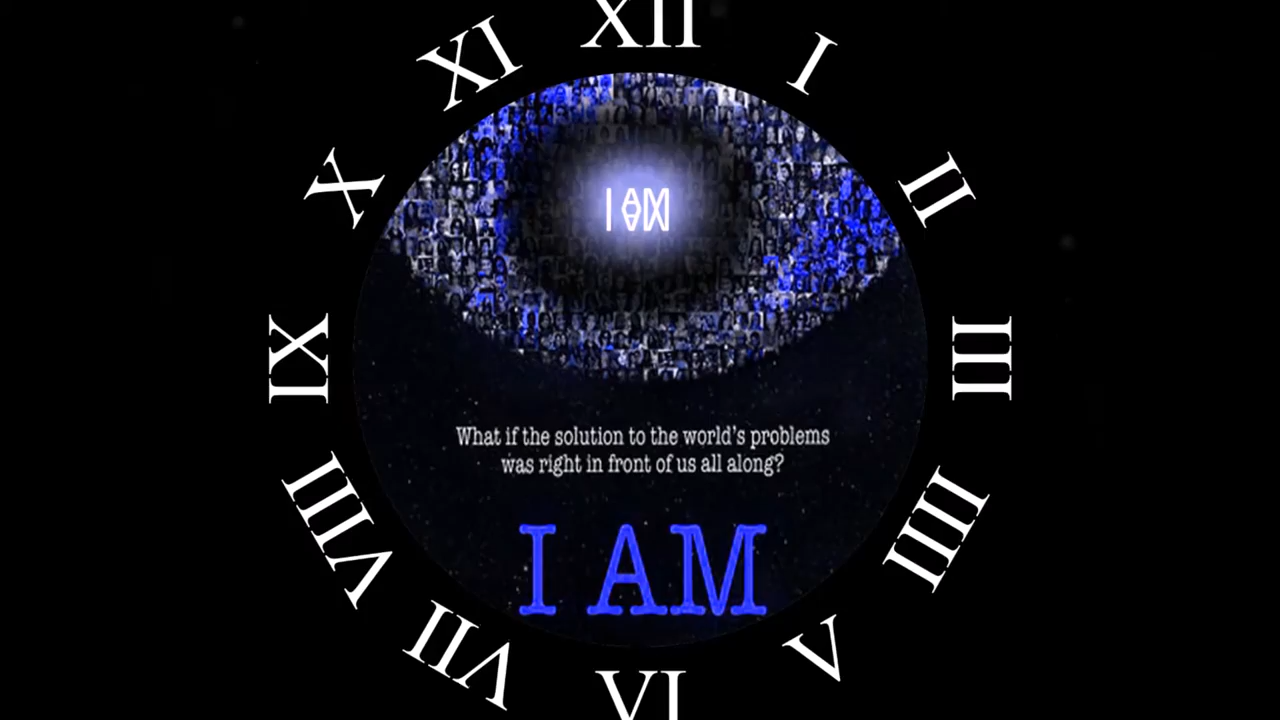 XII
I
II
III
IIII
V
VI
VII
VIII
IX
X
XI
I AM
What if the solution to the world's problems
was right in front of us all along?
I AM